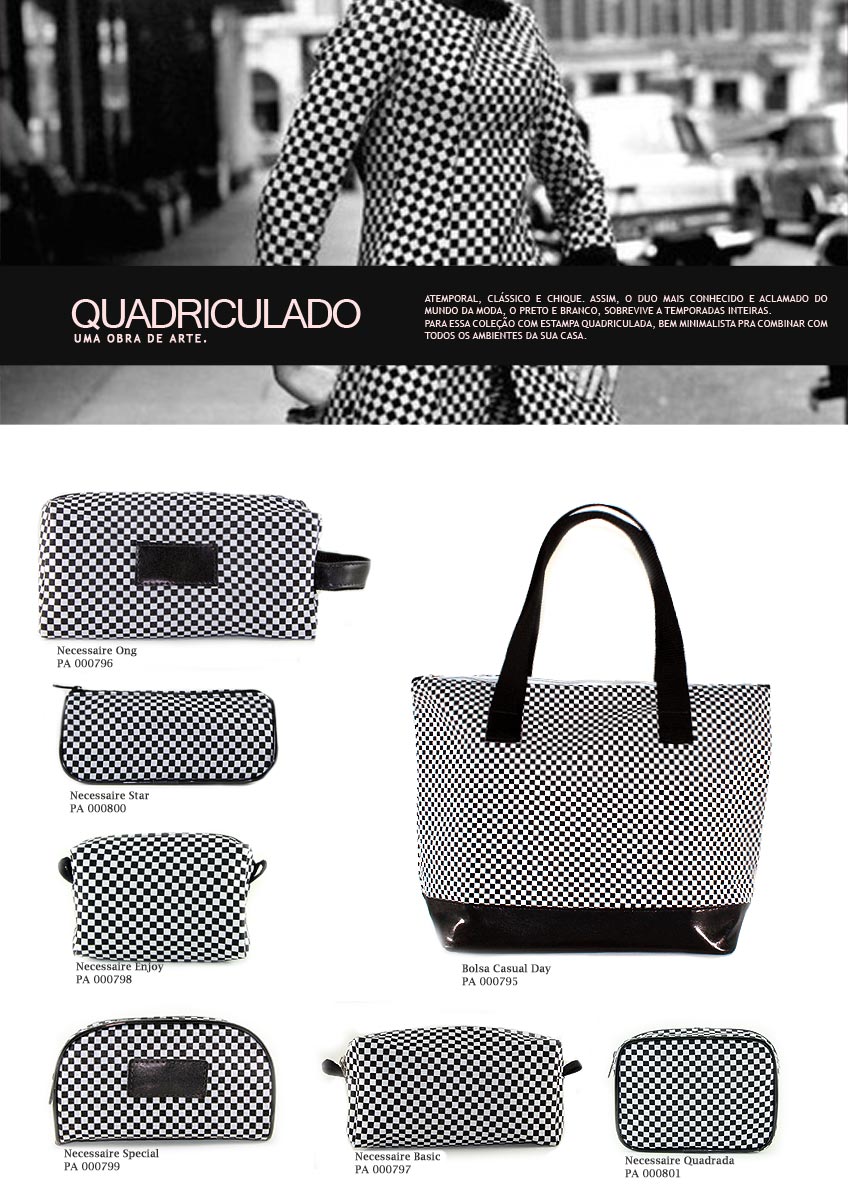 QUADRICULADO
UMA OBRA DE ARTE.
ATEMPORAL, CLÁSSICO E CHIQUE. ASSIM, O DUO MAIS CONHECIDO E ACLAMADO DO
MUNDO DA MODA, O PRETO E BRANCO, SOBREVIVE A TEMPORADAS INTEIRAS.
PARA ESSA COLEÇÃO COM ESTAMPA QUADRICULADA, BEM MINIMALISTA PRA COMBINAR COM
TODOS OS AMBIENTES DA SUA CASA.
Necessaire Ong
PA 000796
Necessaire Star
PA 000800
Necessaire Enjoy
PA 000798
Bolsa Casual Day
PA 000795
Necessaire Special
PA 000799
Necessaire Basic
PA 000797
Necessaire Quadrada
PA 000801